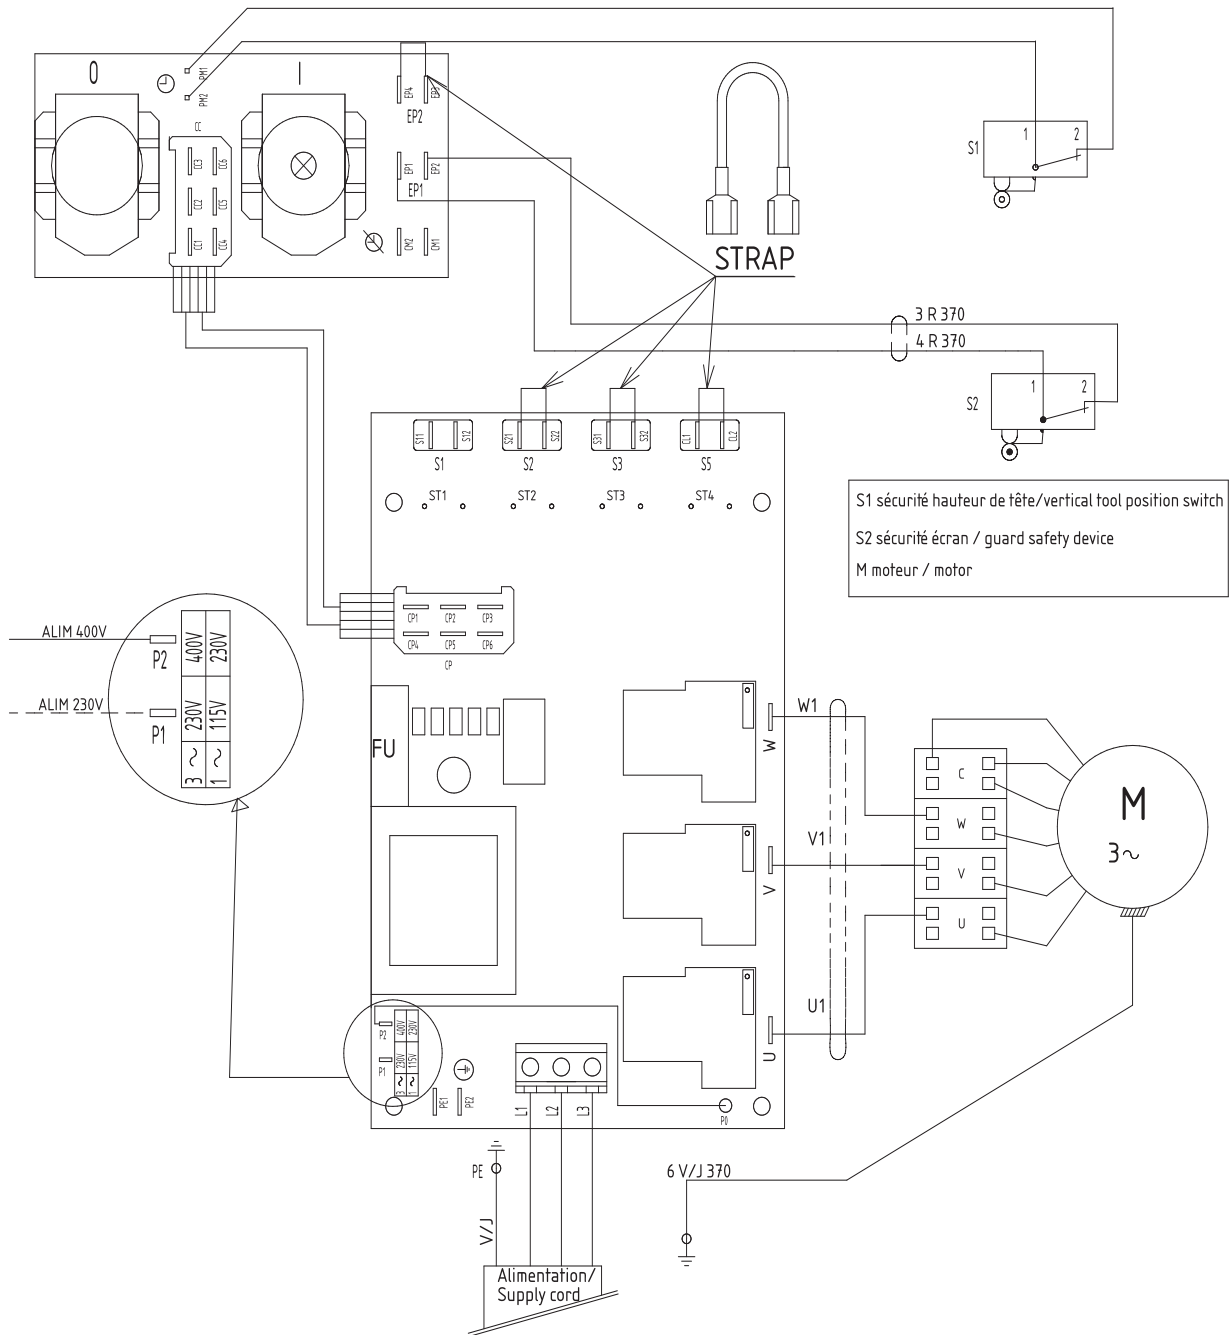 0
I
PM1
PM2
CC
CC3
CC6
CC2
CC5
CC1
CC4
EP4
EP3
EP2
EP1
EP2
EP1
CM2
CM1
STRAP
S1
1
2
3 R 370
4 R 370
S2
1
2
S11
S12
S21
S22
S31
S32
CL1
CL2
S1
S2
S3
S5
ST1
ST2
ST3
ST4
S1 sécurité hauteur de tête/vertical tool position switch
S2 sécurité écran / guard safety device
M moteur / motor
CP1
CP2
CP3
CP4
CP5
CP6
CP
ALIM 400V
P2
400V
230V
ALIM 230V
P1
230V
115V
3 ~
1 ~
FU
W
W1
V
V1
U
U1
C
W
V
U
M
3~
P2
400V
230V
P1
230V
115V
3 ~
1 ~
PE1
PE2
L1
L2
L3
P0
PE
V/J
6 V/J 370
Alimentation/
Supply cord